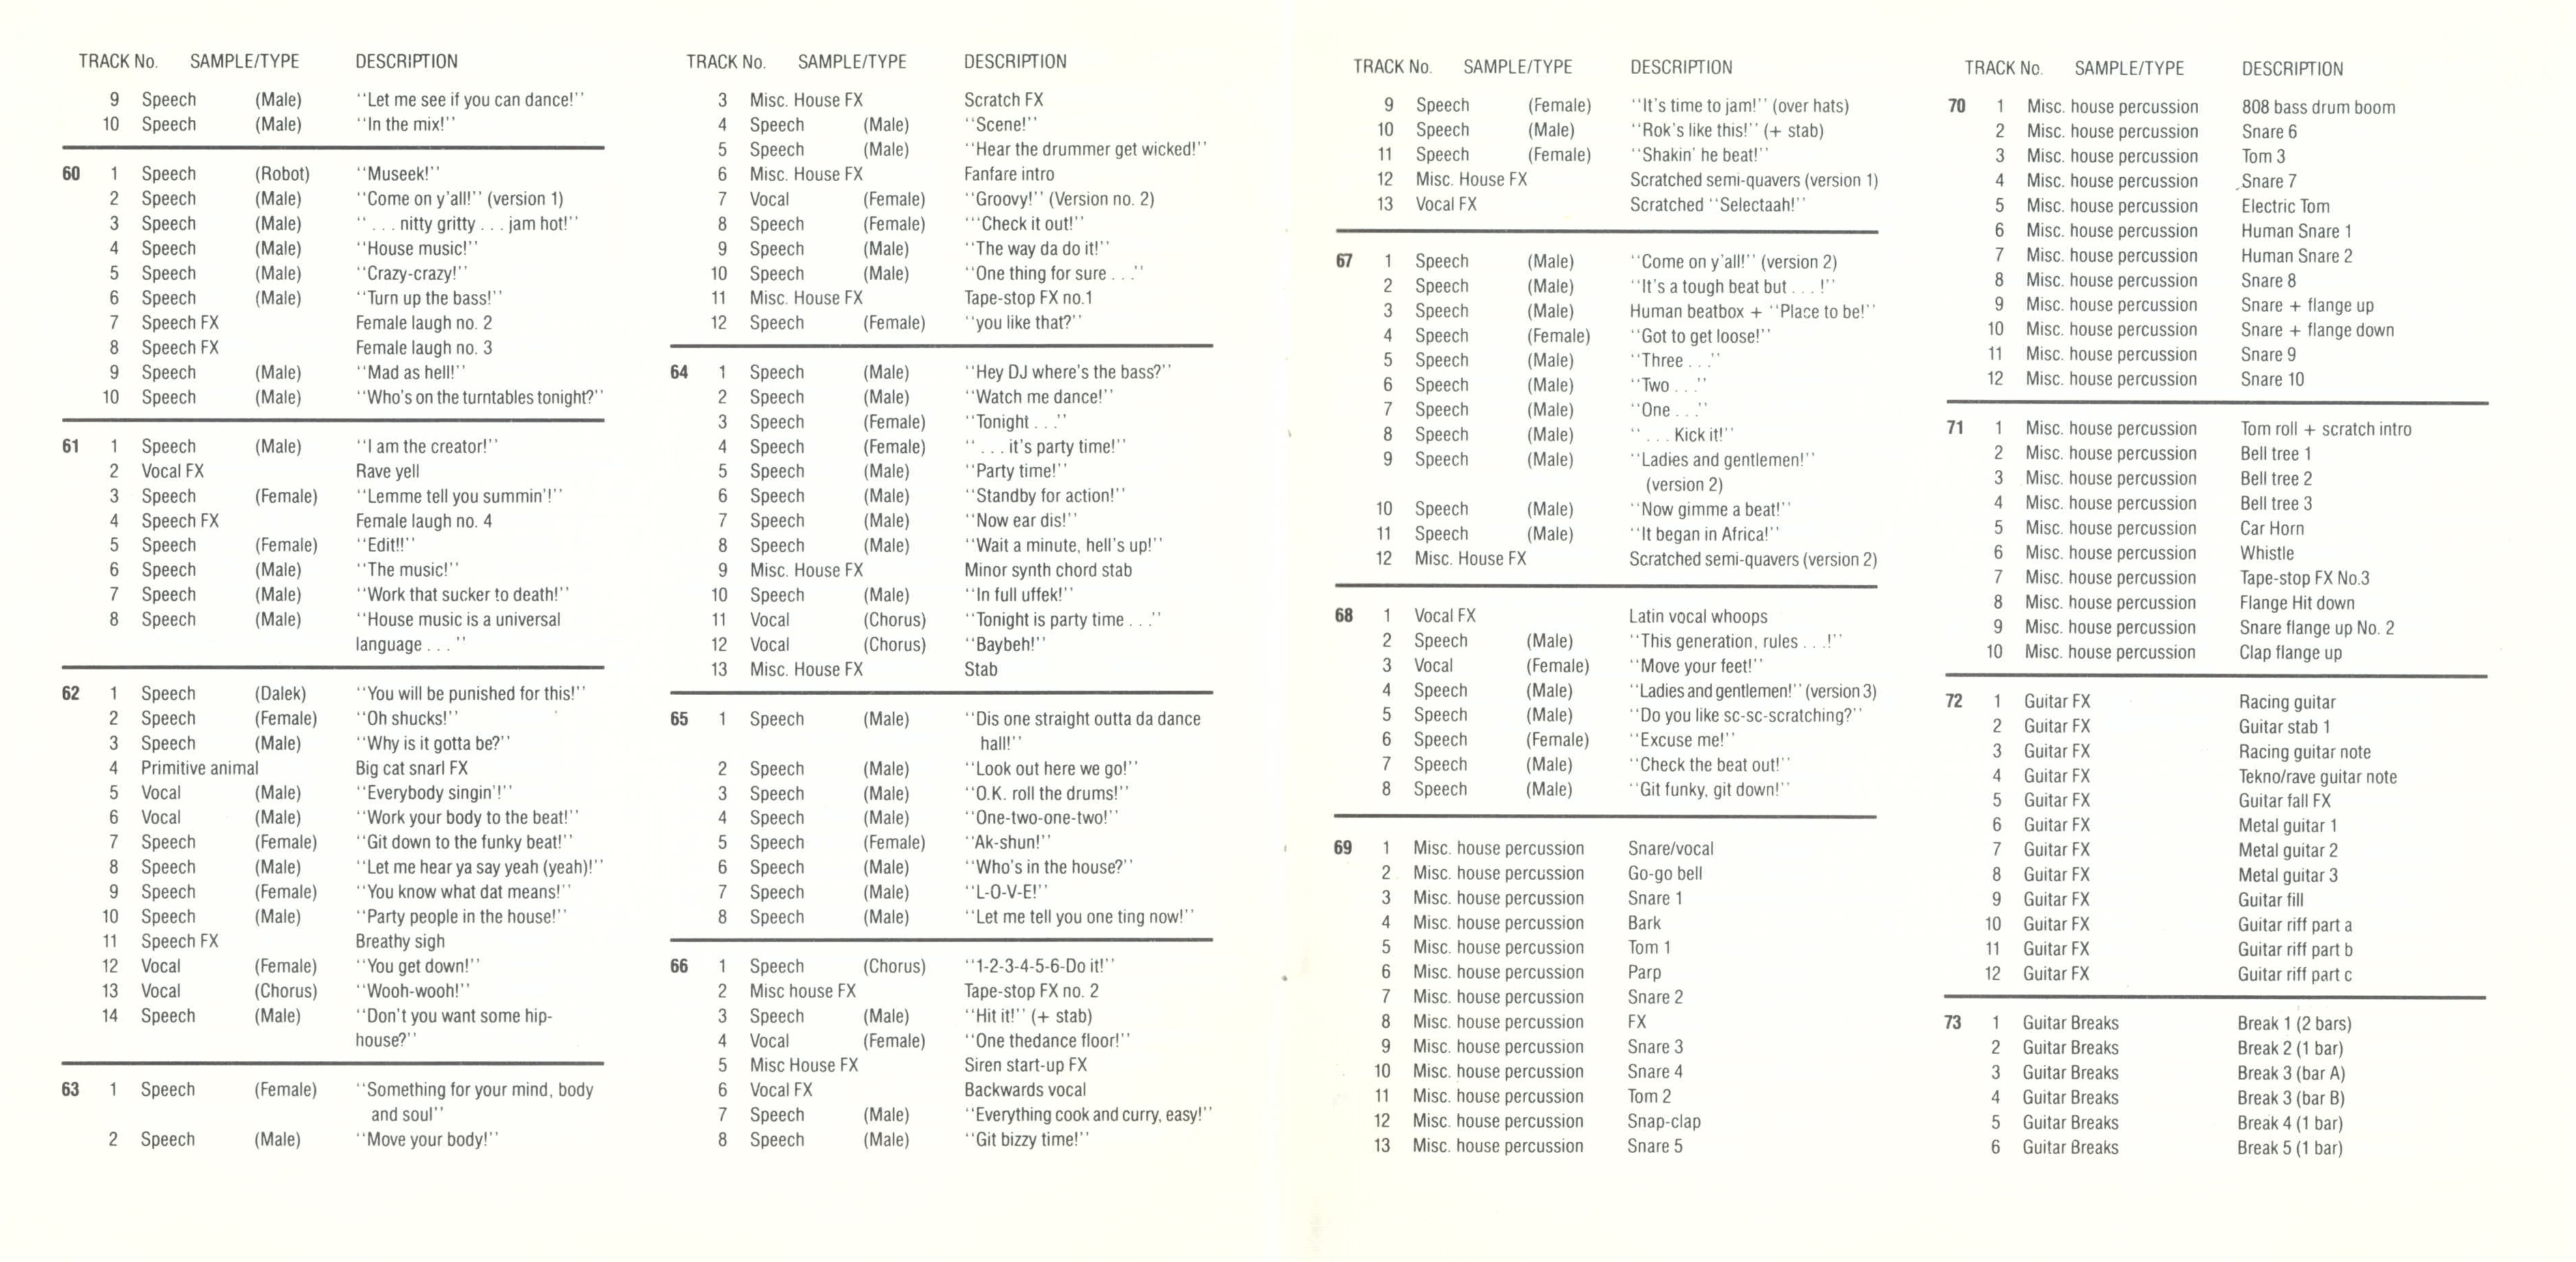 TRACK No. SAMPLE/TYPE DESCRIPTION
9 Speech (Male) ‘‘Let me see if you can dance!’’
10 Speech (Male) ‘‘In the mix!’’
60 1 Speech (Robot) ‘‘Museek!’’
2 Speech (Male) ‘‘Come on y’all!’’ (version 1)
3 Speech (Male) ‘‘ . . . nitty gritty . . . jam hot!’’
4 Speech (Male) ‘‘House music!’’
5 Speech (Male) ‘‘Crazy-crazy!’’
6 Speech (Male) ‘‘Turn up the bass!’’
7 Speech FX Female laugh no. 2
8 Speech FX Female laugh no. 3
9 Speech (Male) ‘‘Mad as hell!’’
10 Speech (Male) ‘‘Who’s on the turntables tonight?’’
61 1 Speech (Male) ‘‘I am the creator!’’
2 Vocal FX Rave yell
3 Speech (Female) ‘‘Lemme tell you summin’!’’
4 Speech FX Female laugh no. 4
5 Speech (Female) ‘‘Edit!!’’
6 Speech (Male) ‘‘The music!’’
7 Speech (Male) ‘‘Work that sucker to death!’’
8 Speech (Male) ‘‘House music is a universal
language . . . ’’
62 1 Speech (Dalek) ‘‘You will be punished for this!’’
2 Speech (Female) ‘‘Oh shucks!’’
3 Speech (Male) ‘‘Why is it gotta be?’’
4 Primitive animal Big cat snarl FX
5 Vocal (Male) ‘‘Everybody singin’!’’
6 Vocal (Male) ‘‘Work your body to the beat!’’
7 Speech (Female) ‘‘Git down to the funky beat!’’
8 Speech (Male) ‘‘Let me hear ya say yeah (yeah)!’’
9 Speech (Female) ‘‘You know what dat means!’’
10 Speech (Male) ‘‘Party people in the house!’’
11 Speech FX Breathy sigh
12 Vocal (Female) ‘‘You get down!’’
13 Vocal (Chorus) ‘‘Wooh-wooh!’’
14 Speech (Male) ‘‘Don’t you want some hip-
house?’’
63 1 Speech (Female) ‘‘Something for your mind, body
and soul’’
2 Speech (Male) ‘‘Move your body!’’
TRACK No. SAMPLE/TYPE DESCRIPTION
3 Misc. House FX Scratch FX
4 Speech (Male) ‘‘Scene!’’
5 Speech (Male) ‘‘Hear the drummer get wicked!’’
6 Misc. House FX Fanfare intro
7 Vocal (Female) ‘‘Groovy!’’ (Version no. 2)
8 Speech (Female) ‘‘‘Check it out!’’
9 Speech (Male) ‘‘The way da do it!’’
10 Speech (Male) ‘‘One thing for sure . . .’’
11 Misc. House FX Tape-stop FX no.1
12 Speech (Female) ‘‘you like that?’’
64 1 Speech (Male) ‘‘Hey DJ where’s the bass?’’
2 Speech (Male) ‘‘Watch me dance!’’
3 Speech (Female) ‘‘Tonight . . .’’
4 Speech (Female) ‘‘ . . . it’s party time!’’
5 Speech (Male) ‘‘Party time!’’
6 Speech (Male) ‘‘Standby for action!’’
7 Speech (Male) ‘‘Now ear dis!’’
8 Speech (Male) ‘‘Wait a minute, hell’s up!’’
9 Misc. House FX Minor synth chord stab
10 Speech (Male) ‘‘In full uffek!’’
11 Vocal (Chorus) ‘‘Tonight is party time . . .’’
12 Vocal (Chorus) ‘‘Baybeh!’’
13 Misc. House FX Stab
65 1 Speech (Male) ‘‘Dis one straight outta da dance
hall!’’
2 Speech (Male) ‘‘Look out here we go!’’
3 Speech (Male) ‘‘O.K. roll the drums!’’
4 Speech (Male) ‘‘One-two-one-two!’’
5 Speech (Female) ‘‘Ak-shun!’’
6 Speech (Male) ‘‘Who’s in the house?’’
7 Speech (Male) ‘‘L-O-V-E!’’
8 Speech (Male) ‘‘Let me tell you one ting now!’’
66 1 Speech (Chorus) ‘‘1-2-3-4-5-6-Do it!’’
2 Misc house FX Tape-stop FX no. 2
3 Speech (Male) ‘‘Hit it!’’ (+ stab)
4 Vocal (Female) ‘‘One thedance floor!’’
5 Misc House FX Siren start-up FX
6 Vocal FX Backwards vocal
7 Speech (Male) ‘‘Everything cook and curry, easy!’’
8 Speech (Male) ‘‘Git bizzy time!’’
TRACK No. SAMPLE/TYPE DESCRIPTION
9 Speech (Female) ‘‘It’s time to jam!’’ (over hats)
10 Speech (Male) ‘‘Rok’s like this!’’ (+ stab)
11 Speech (Female) ‘‘Shakin’ he beat!’’
12 Misc. House FX Scratched semi-quavers (version 1)
13 Vocal FX Scratched ‘‘Selectaah!’’
67 1 Speech (Male) ‘‘Come on y’all!’’ (version 2)
2 Speech (Male) ‘‘It’s a tough beat but . . . !’’
3 Speech (Male) Human beatbox + ‘‘Place to be!’’
4 Speech (Female) ‘‘Got to get loose!’’
5 Speech (Male) ‘‘Three . . .’’
6 Speech (Male) ‘‘Two . . .’’
7 Speech (Male) ‘‘One . . .’’
8 Speech (Male) ‘‘ . . . Kick it!’’
9 Speech (Male) ‘‘Ladies and gentlemen!’’
(version 2)
10 Speech (Male) ‘‘Now gimme a beat!’’
11 Speech (Male) ‘‘It began in Africa!’’
12 Misc. House FX Scratched semi-quavers (version 2)
68 1 Vocal FX Latin vocal whoops
2 Speech (Male) ‘‘This generation, rules . . .!’’
3 Vocal (Female) ‘‘Move your feet!’’
4 Speech (Male) ‘‘Ladies and gentlemen!’’ (version 3)
5 Speech (Male) ‘‘Do you like sc-sc-scratching?’’
6 Speech (Female) ‘‘Excuse me!’’
7 Speech (Male) ‘‘Check the beat out!’’
8 Speech (Male) ‘‘Git funky, git down!’’
69 1 Misc. house percussion Snare/vocal
2 Misc. house percussion Go-go bell
3 Misc. house percussion Snare 1
4 Misc. house percussion Bark
5 Misc. house percussion Tom 1
6 Misc. house percussion Parp
7 Misc. house percussion Snare 2
8 Misc. house percussion FX
9 Misc. house percussion Snare 3
10 Misc. house percussion Snare 4
11 Misc. house percussion Tom 2
12 Misc. house percussion Snap-clap
13 Misc. house percussion Snare 5
TRACK No. SAMPLE/TYPE DESCRIPTION
70 1 Misc. house percussion 808 bass drum boom
2 Misc. house percussion Snare 6
3 Misc. house percussion Tom 3
4 Misc. house percussion Snare 7
5 Misc. house percussion Electric Tom
6 Misc. house percussion Human Snare 1
7 Misc. house percussion Human Snare 2
8 Misc. house percussion Snare 8
9 Misc. house percussion Snare + flange up
10 Misc. house percussion Snare + flange down
11 Misc. house percussion Snare 9
12 Misc. house percussion Snare 10
71 1 Misc. house percussion Tom roll + scratch intro
2 Misc. house percussion Bell tree 1
3 Misc. house percussion Bell tree 2
4 Misc. house percussion Bell tree 3
5 Misc. house percussion Car Horn
6 Misc. house percussion Whistle
7 Misc. house percussion Tape-stop FX No.3
8 Misc. house percussion Flange Hit down
9 Misc. house percussion Snare flange up No. 2
10 Misc. house percussion Clap flange up
72 1 Guitar FX Racing guitar
2 Guitar FX Guitar stab 1
3 Guitar FX Racing guitar note
4 Guitar FX Tekno/rave guitar note
5 Guitar FX Guitar fall FX
6 Guitar FX Metal guitar 1
7 Guitar FX Metal guitar 2
8 Guitar FX Metal guitar 3
9 Guitar FX Guitar fill
10 Guitar FX Guitar riff part a
11 Guitar FX Guitar riff part b
12 Guitar FX Guitar riff part c
73 1 Guitar Breaks Break 1 (2 bars)
2 Guitar Breaks Break 2 (1 bar)
3 Guitar Breaks Break 3 (bar A)
4 Guitar Breaks Break 3 (bar B)
5 Guitar Breaks Break 4 (1 bar)
6 Guitar Breaks Break 5 (1 bar)